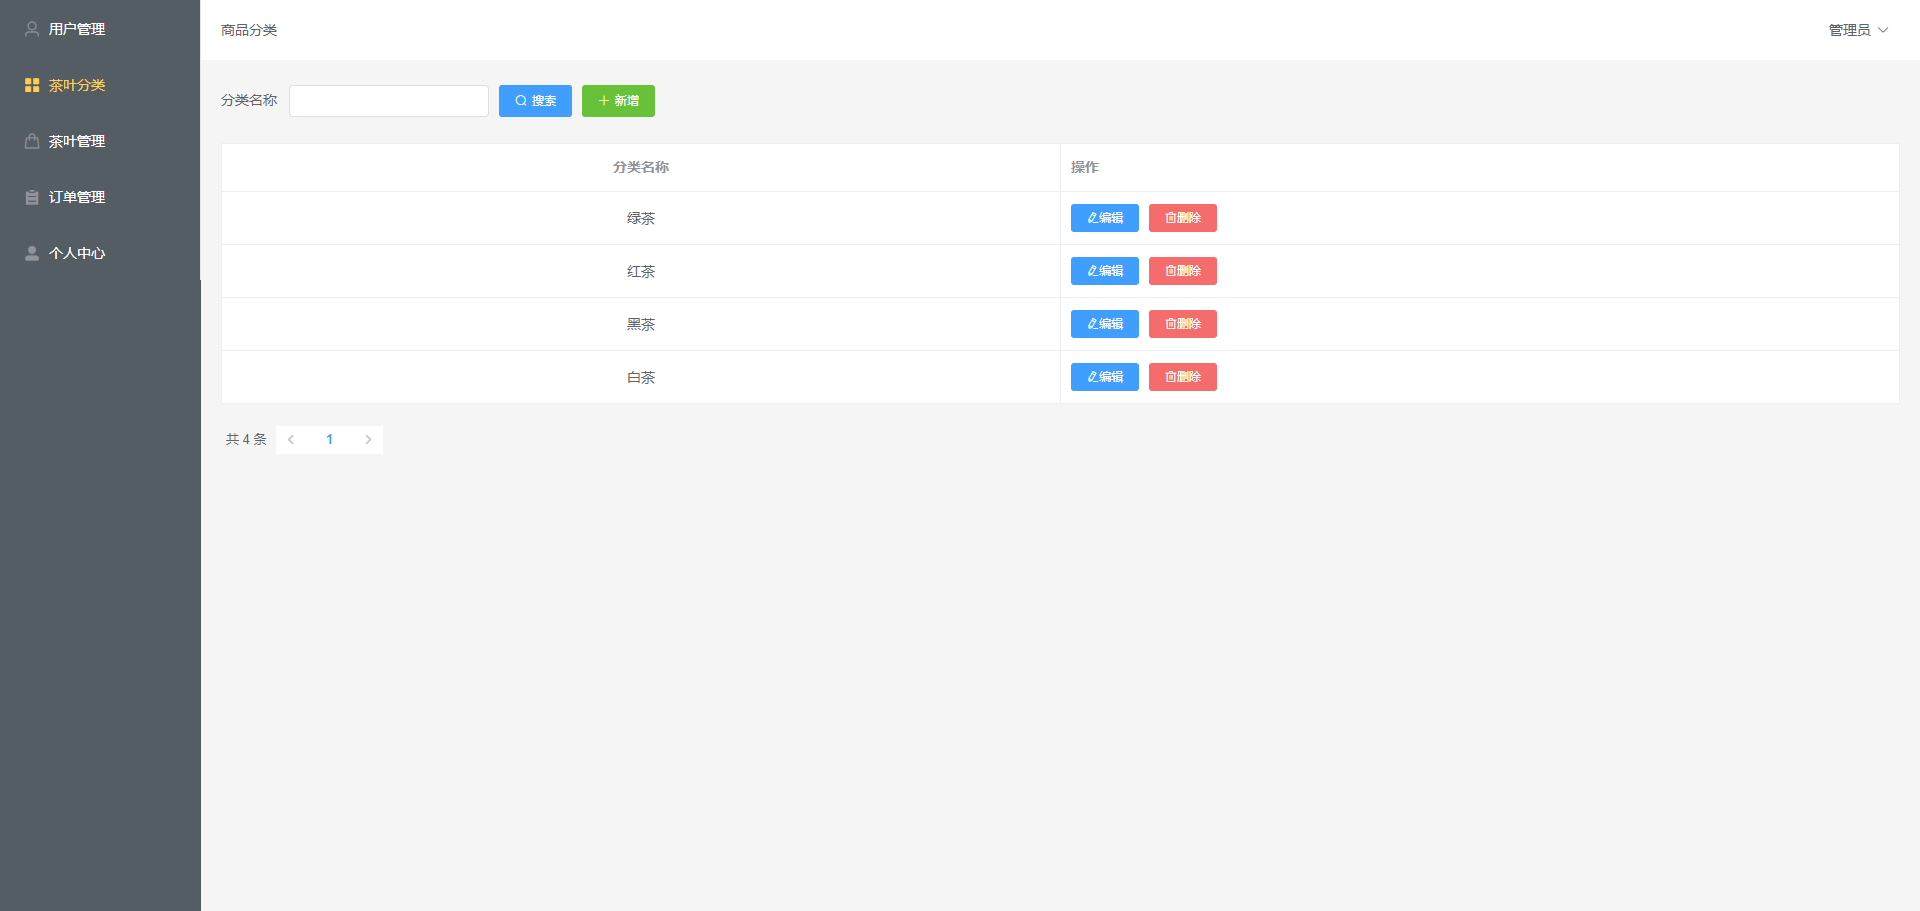 用户管理
茶叶分类
茶叶管理
订单管理
个人中心
商品分类
管理员
分类名称
搜索
新增
分类名称 操作
绿茶 编辑 删除
红茶 编辑 删除
黑茶 编辑 删除
白茶 编辑 删除
共 4 条 1